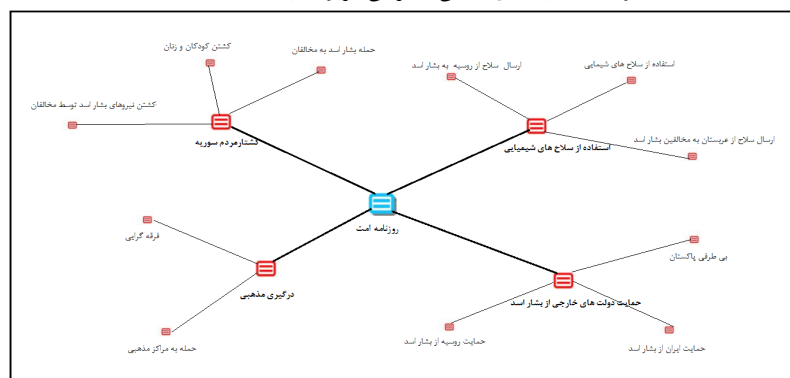 کشتن کودکان و زنان
حمله بشار اسد به مخالفان
کشتن نیروهای بشار اسد توسط مخالفان
کشتارمردم سوریه
استفاده از سلاح های شیمایی
ارسال سلاح از روسیه به بشار اسد
ارسال سلاح از عربستان به مخالفین بشار اسد
استفاده از سلاح های شیمیایی
روزنامه امت
فرقه گرایی
درگیری مذهبی
حمله به مراکز مذهبی
بی طرفی پاکستان
حمایت دولت های خارجی از بشار اسد
حمایت روسیه از بشار اسد
حمایت ایران از بشار اسد